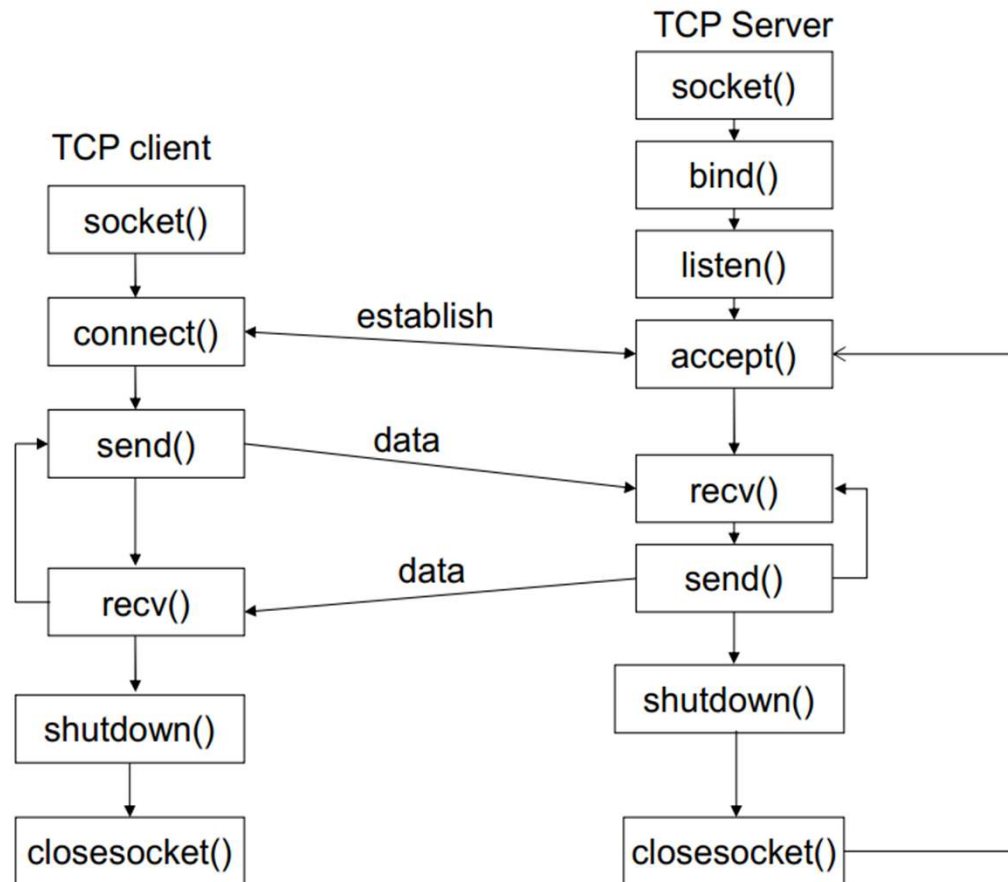 TCP Server
socket()
bind()
listen()
accept()
recv()
send()
shutdown()
closesocket()
TCP client
socket()
connect()
send()
recv()
shutdown()
closesocket()
establish
data
data